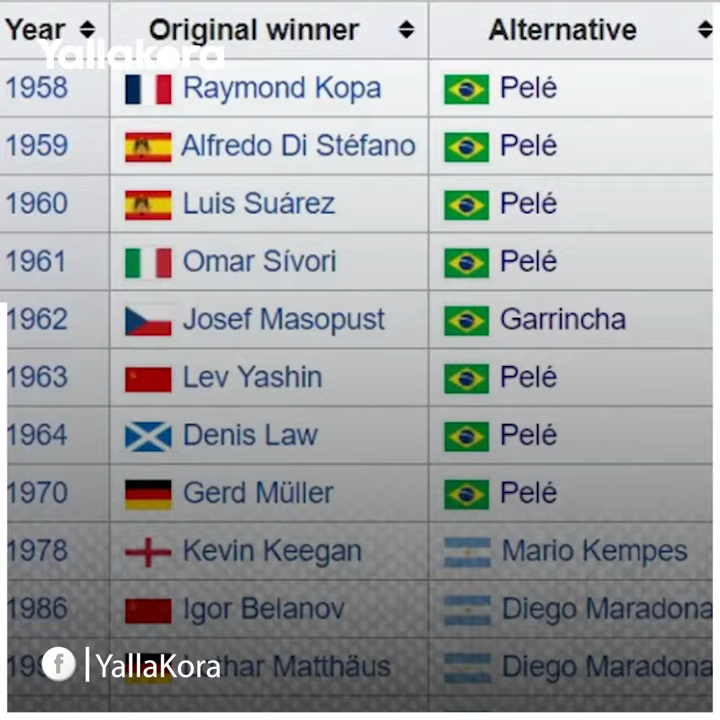 Year Original winner Alternative
Yallakora
1958 Raymond Kopa Pelé
1959 Alfredo Di Stéfano Pelé
1960 Luis Suárez Pelé
1961 Omar Sívori Pelé
1962 Josef Masopust Garrincha
1963 Lev Yashin Pelé
1964 Denis Law Pelé
1970 Gerd Müller Pelé
1978 Kevin Keegan Mario Kempes
1986 Igor Belanov Diego Maradona
Matthäus Diego Maradona
f | YallaKora